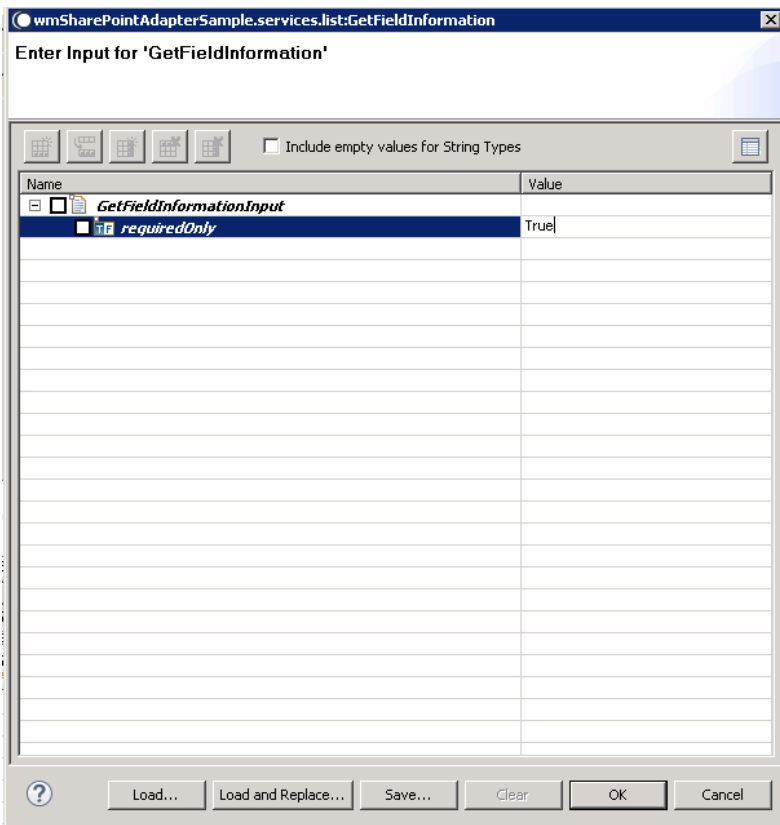 wmSharePointAdapterSample.services.list:GetFieldInformation
Enter Input for 'GetFieldInformation'
Include empty values for String Types
Name Value
GetFieldInformationInput
TF requiredOnly True
? Load... Load and Replace... Save... Clear OK Cancel